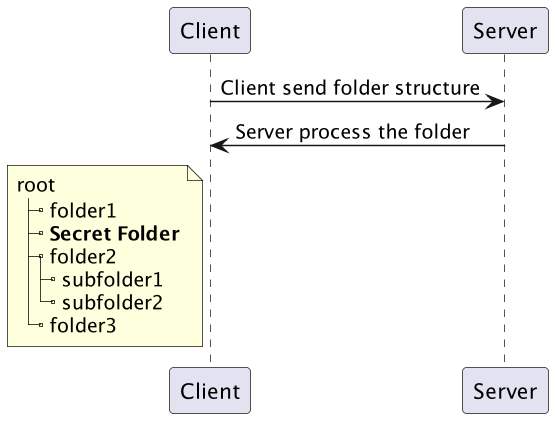 Client Server
Client send folder structure
Server process the folder
root
folder1
Secret Folder
folder2
subfolder1
subfolder2
folder3
Client Server